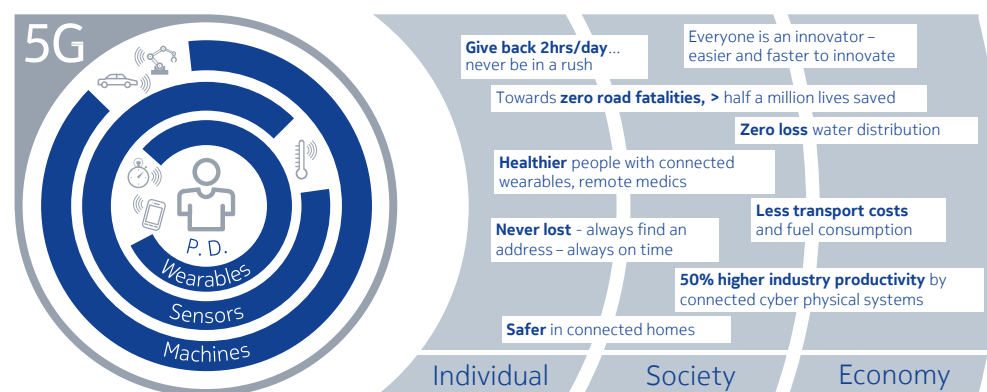 5G
P. D.
Wearables
Sensors
Machines
Give back 2hrs/day...
never be in a rush
Everyone is an innovator –
easier and faster to innovate
Towards zero road fatalities, > half a million lives saved
Zero loss water distribution
Healthier people with connected
wearables, remote medics
Less transport costs
and fuel consumption
Never lost - always find an
address – always on time
50% higher industry productivity by
connected cyber physical systems
Safer in connected homes
Individual
Society
Economy